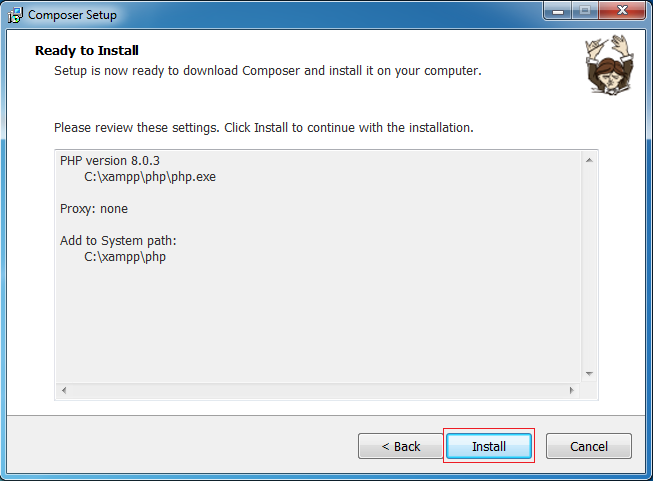 Composer Setup
Ready to Install
Setup is now ready to download Composer and install it on your computer.
Please review these settings. Click Install to continue with the installation.
PHP version 8.0.3
C:\xampp\php\php.exe
Proxy: none
Add to System path:
C:\xampp\php
< Back Install Cancel